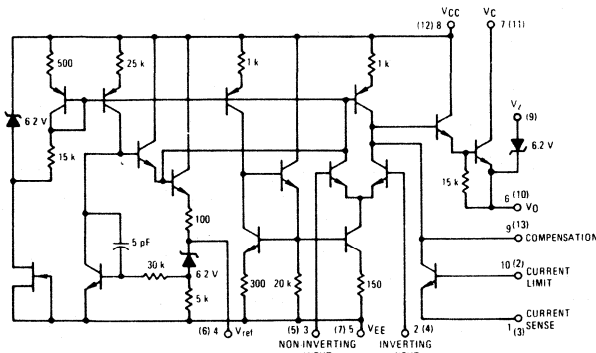 VCC
VC
(12) 8
7 (11)
500
25 k
1 k
1 k
VZ
(9)
6.2 V
6.2 V
15 k
15 k
6 (10)
VO
100
9 (13)
COMPENSATION
5 pF
30 k
6.2 V
300
20 k
150
10 (2)
CURRENT
LIMIT
5 k
CURRENT
SENSE
1 (3)
(6) 4 Vref
(5) 3
(7) 5 VEE
2 (4)
NON-INVERTING
INVERTING